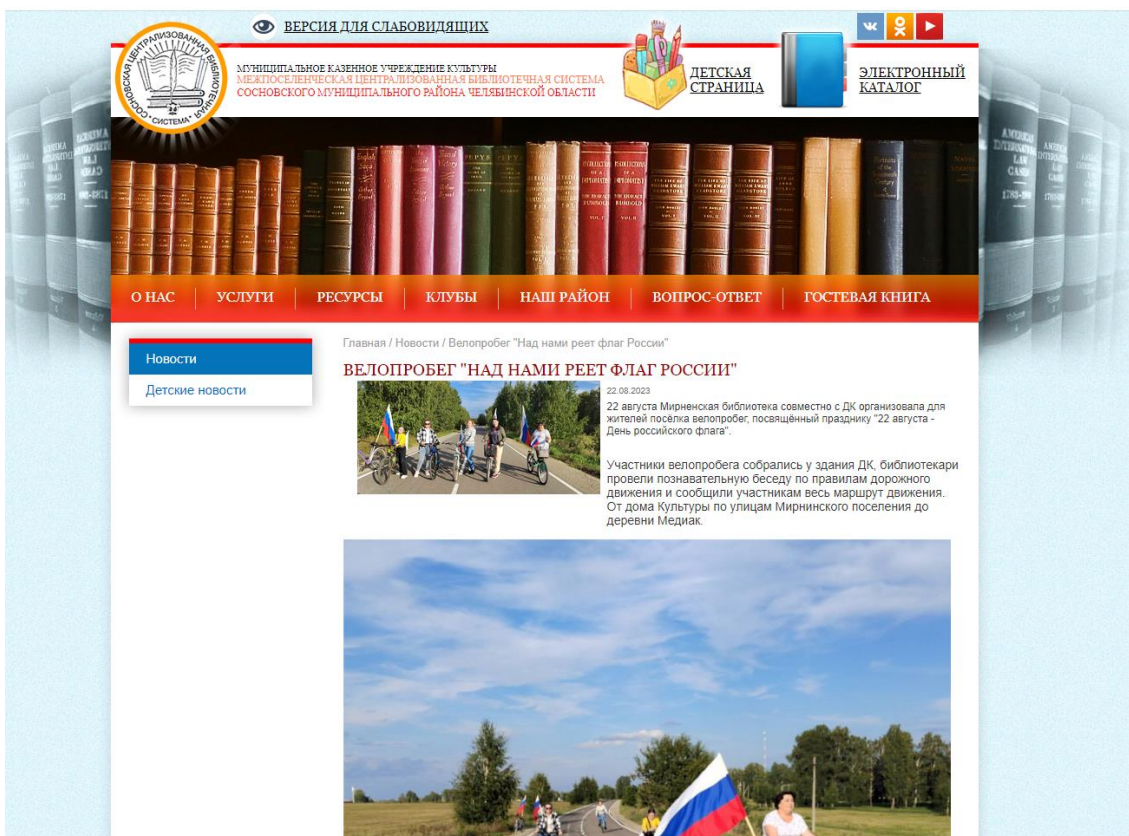 ВЕРСИЯ ДЛЯ СЛАБОВИДЯЩИХ
СОСНОВСКАЯ ЦЕНТРАЛИЗОВАННАЯ БИБЛИОТЕЧНАЯ СИСТЕМА
МУНИЦИПАЛЬНОЕ КАЗЕННОЕ УЧРЕЖДЕНИЕ КУЛЬТУРЫ
МЕЖПОСЕЛЕНЧЕСКАЯ ЦЕНТРАЛИЗОВАННАЯ БИБЛИОТЕЧНАЯ СИСТЕМА
СОСНОВСКОГО МУНИЦИПАЛЬНОГО РАЙОНА ЧЕЛЯБИНСКОЙ ОБЛАСТИ
ДЕТСКАЯ
СТРАНИЦА
ЭЛЕКТРОННЫЙ
КАТАЛОГ
О НАС
УСЛУГИ
РЕСУРСЫ
КЛУБЫ
НАШ РАЙОН
ВОПРОС-ОТВЕТ
ГОСТЕВАЯ КНИГА
Новости
Детские новости
Главная / Новости / Велопробег "Над нами реет флаг России"
ВЕЛОПРОБЕГ "НАД НАМИ РЕЕТ ФЛАГ РОССИИ"
22.08.2023
22 августа Мирненская библиотека совместно с ДК организовала для
жителей посёлка велопробег, посвящённый празднику "22 августа -
День российского флага".
Участники велопробега собрались у здания ДК, библиотекари
провели познавательную беседу по правилам дорожного
движения и сообщили участникам весь маршрут движения.
От дома Культуры по улицам Мирнинского поселения до
деревни Медиак.